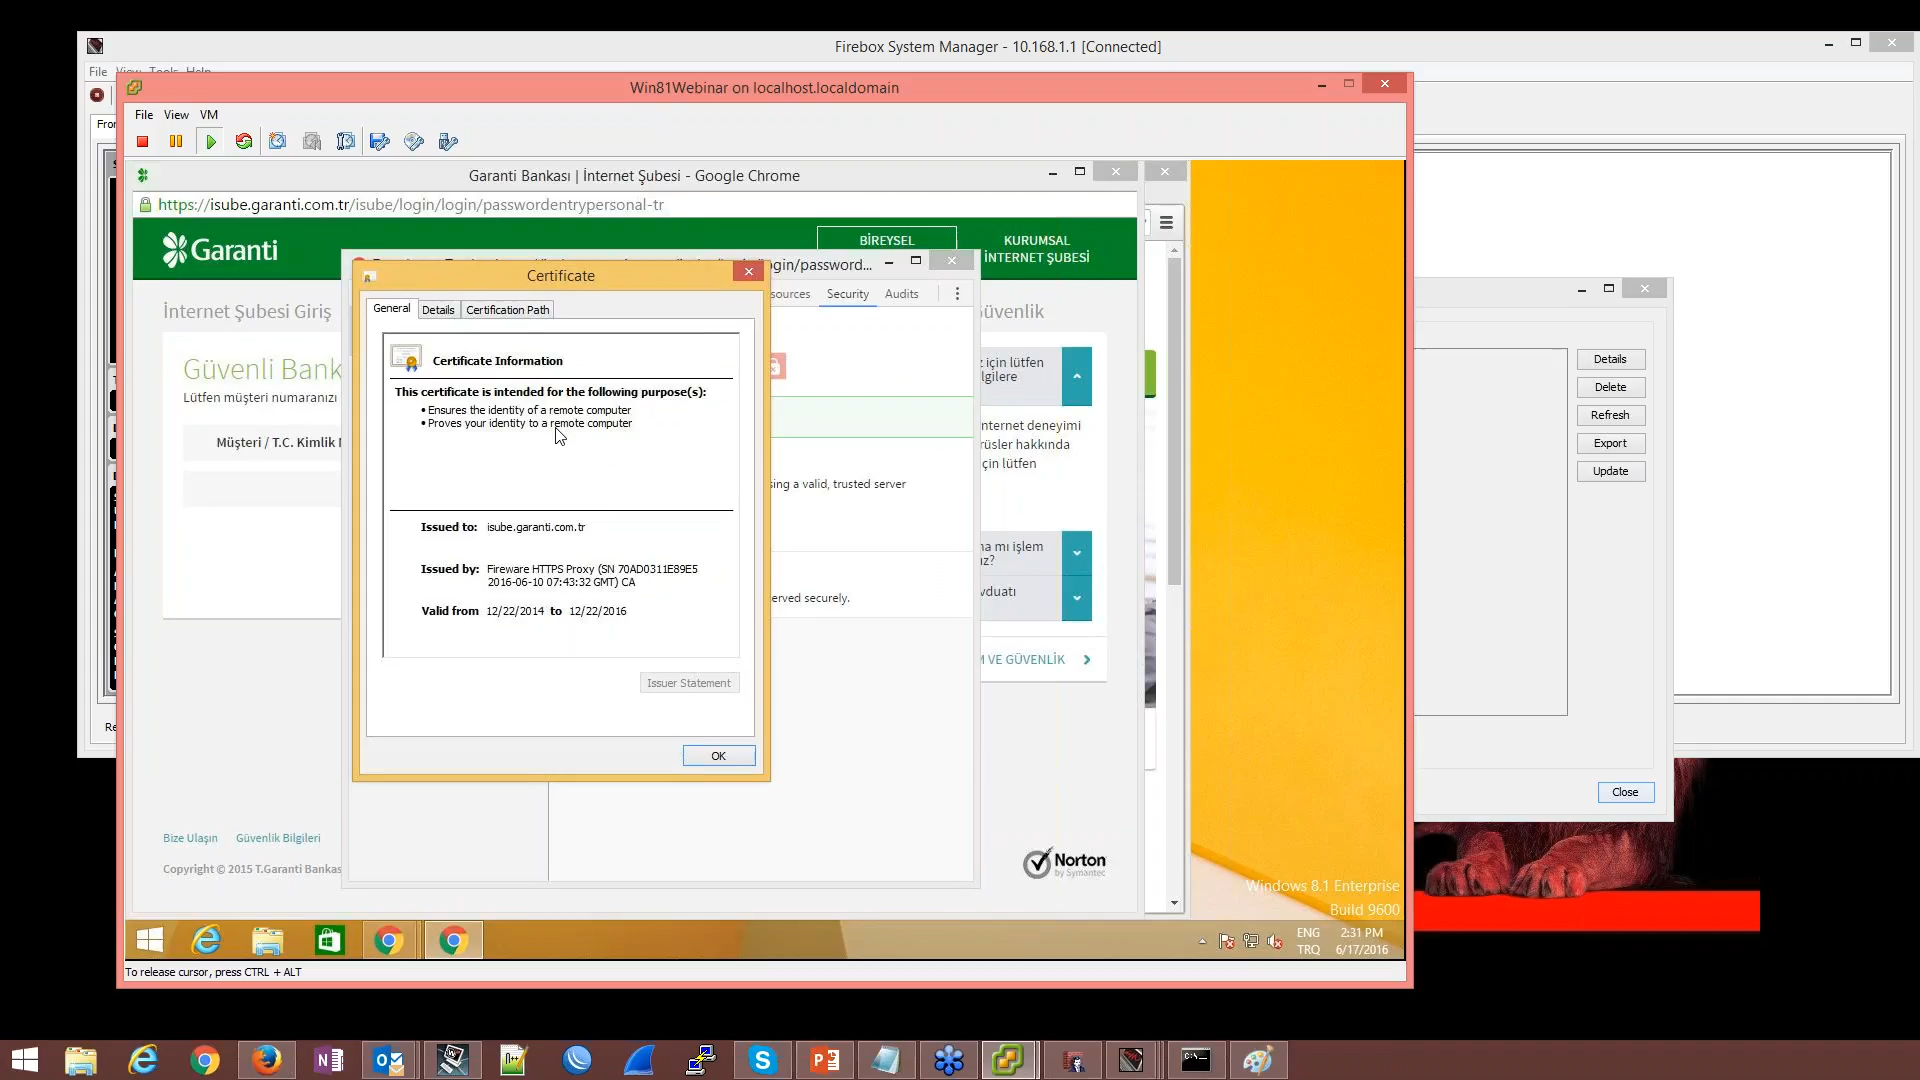 Firebox System Manager - 10.168.1.1 [Connected]
File View Tools Help
Win81Webinar on localhost.localdomain
File View VM
Garanti Bankası | İnternet Şubesi - Google Chrome
https://isube.garanti.com.tr/isube/login/login/passwordentrypersonal-tr
Garanti
BİREYSEL
KURUMSAL
İNTERNET ŞUBESİ
ogin/password...
Certificate
sources Security Audits
General Details Certification Path
İnternet Şubesi Giriş
üvenlik
Certificate Information
This certificate is intended for the following purpose(s):
• Ensures the identity of a remote computer
• Proves your identity to a remote computer
Issued to: isube.garanti.com.tr
Issued by: Fireware HTTPS Proxy (SN 70AD0311E89E5
2016-06-10 07:43:32 GMT) CA
Valid from 12/22/2014 to 12/22/2016
Issuer Statement
OK
Güvenli Bank
Lütfen müşteri numaranızı
Müşteri / T.C. Kimlik
sing a valid, trusted server
erved securely.
z için lütfen
ilgilere
nternet deneyimi
rüsler hakkında
çin lütfen
na mı işlem
uz?
vduatı
M VE GÜVENLİK
Details
Delete
Refresh
Export
Update
Close
Bize Ulaşın Güvenlik Bilgileri
Copyright © 2015 T.Garanti Bankas
Norton
by Symantec
Windows 8.1 Enterprise
Build 9600
ENG 2:31 PM
TRQ 6/17/2016
To release cursor, press CTRL + ALT